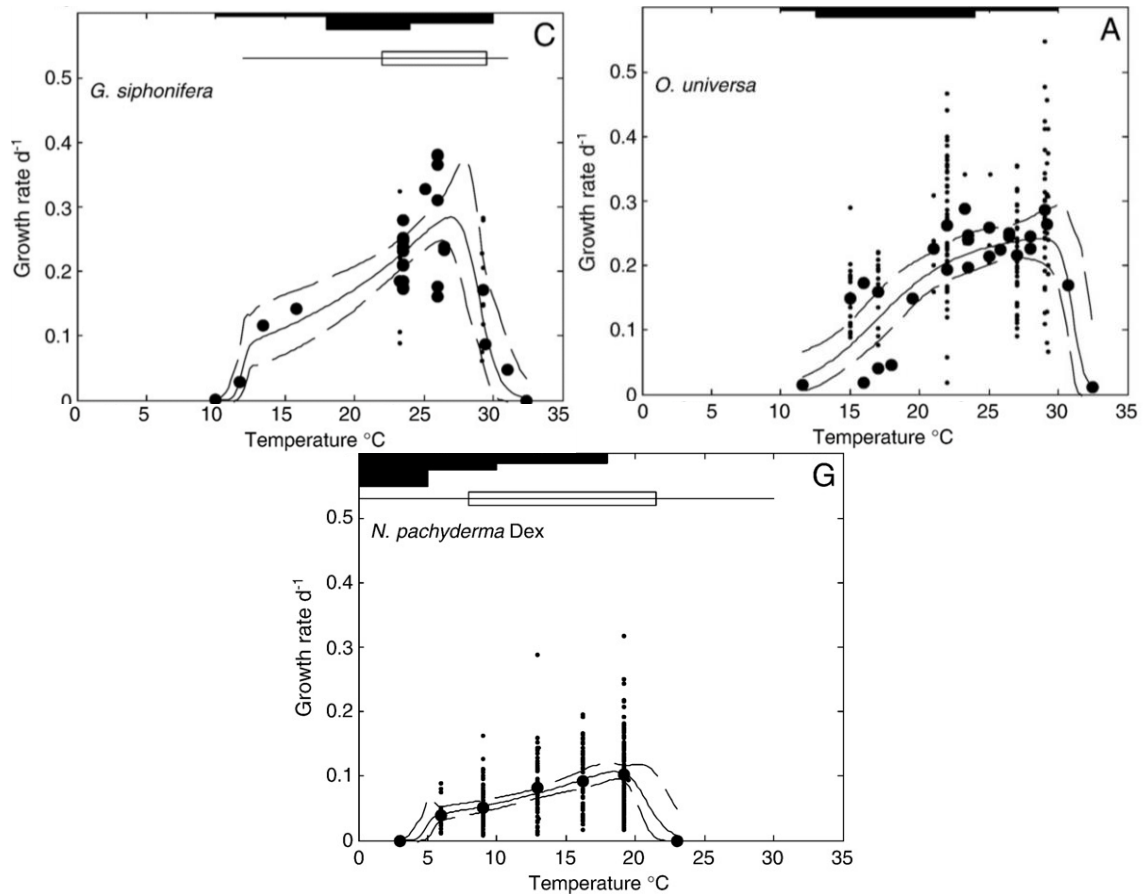 C
G. siphonifera
Growth rate d-1
0.5
0.4
0.3
0.2
0.1
0
0 5 10 15 20 25 30 35
Temperature °C
A
O. universa
Growth rate d-1
0.5
0.4
0.3
0.2
0.1
0
0 5 10 15 20 25 30 35
Temperature °C
G
N. pachyderma Dex
Growth rate d-1
0.5
0.4
0.3
0.2
0.1
0
0 5 10 15 20 25 30 35
Temperature °C